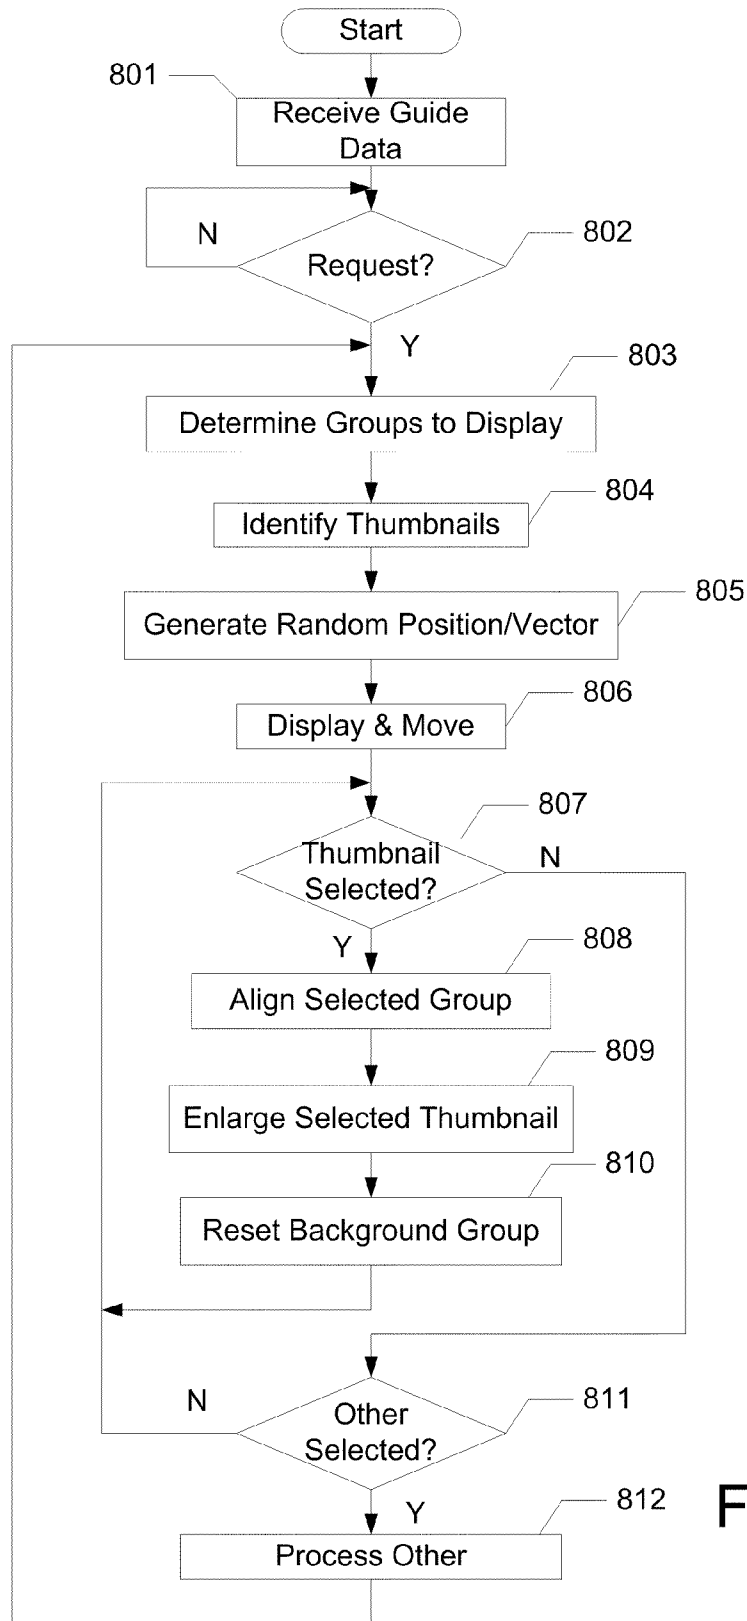 Start
801
Receive Guide
Data
N
802
Request?
Y
803
Determine Groups to Display
804
Identify Thumbnails
805
Generate Random Position/Vector
806
Display & Move
807
Thumbnail
Selected?
N
Y
808
Align Selected Group
809
Enlarge Selected Thumbnail
810
Reset Background Group
N
811
Other
Selected?
Y
812
F
Process Other